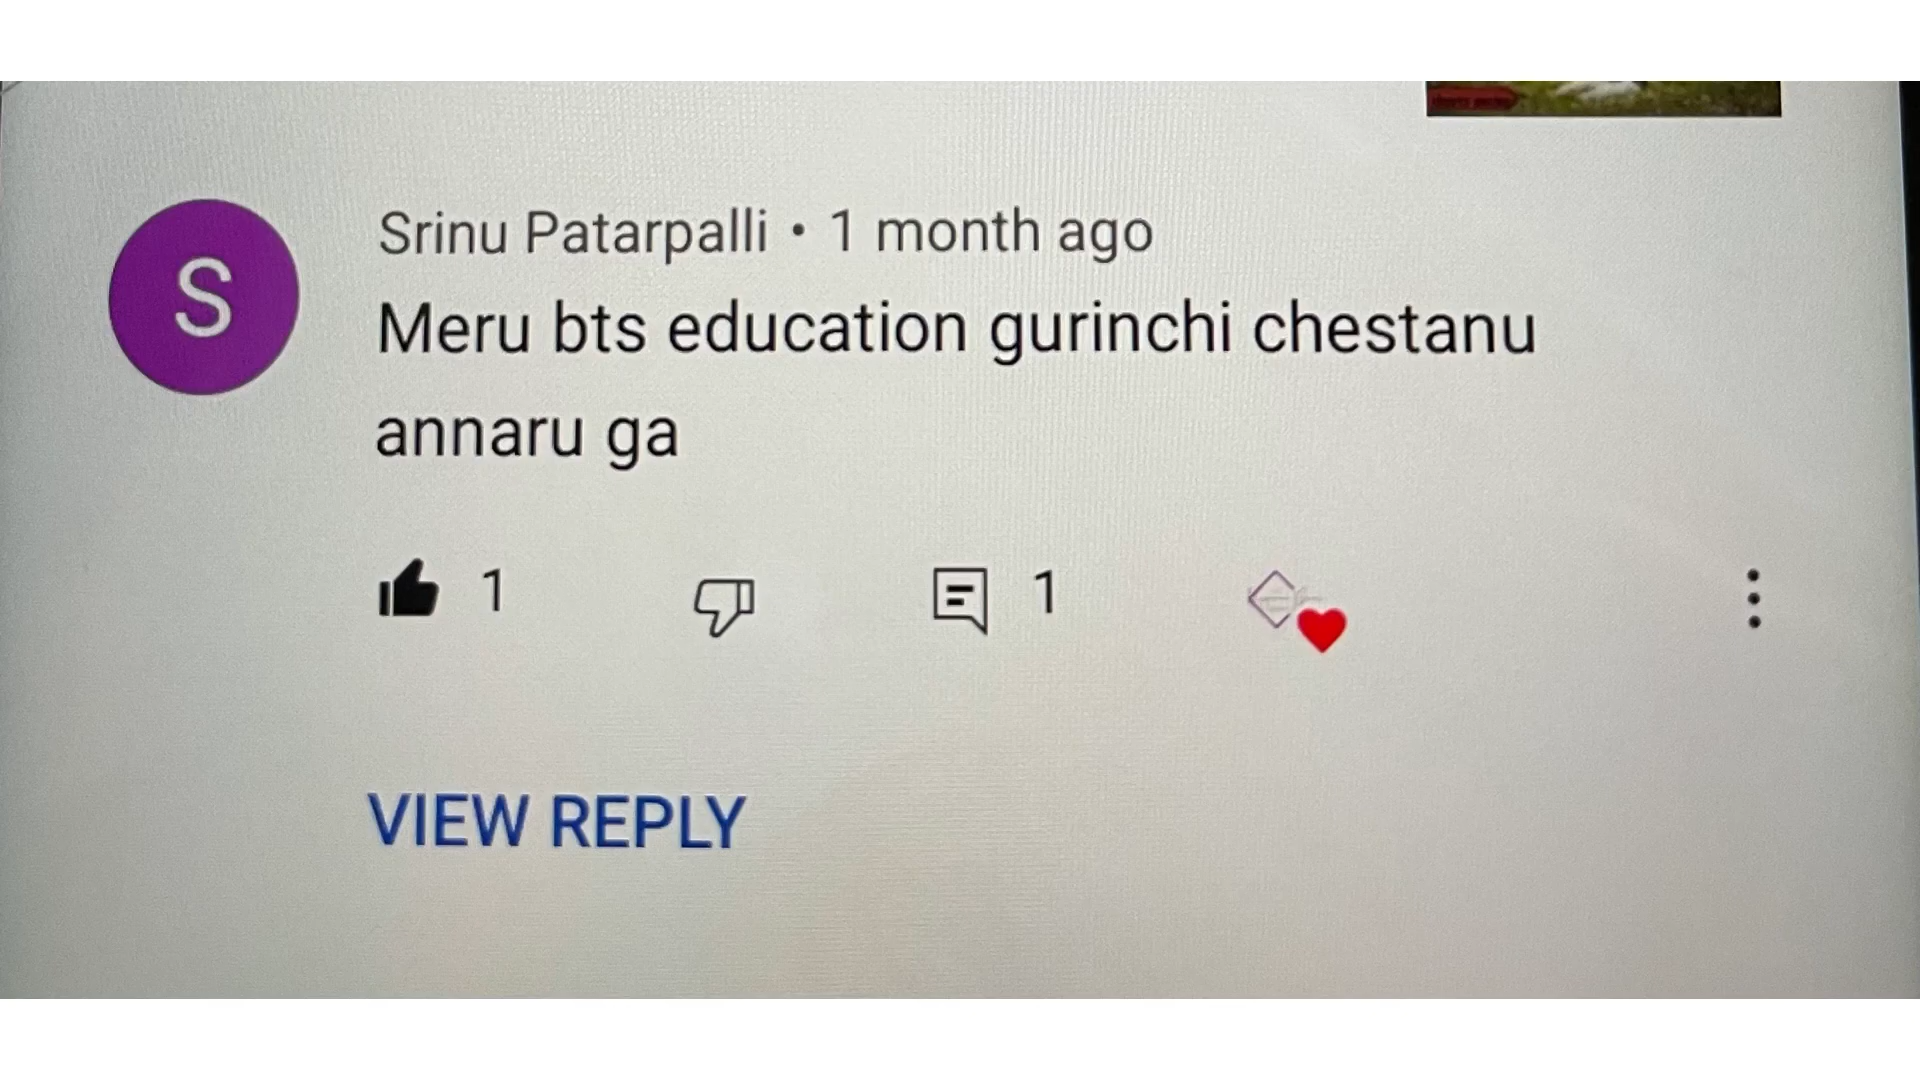 S
Srinu Patarpalli • 1 month ago
Meru bts education gurinchi chestanu
annaru ga
1
1
VIEW REPLY